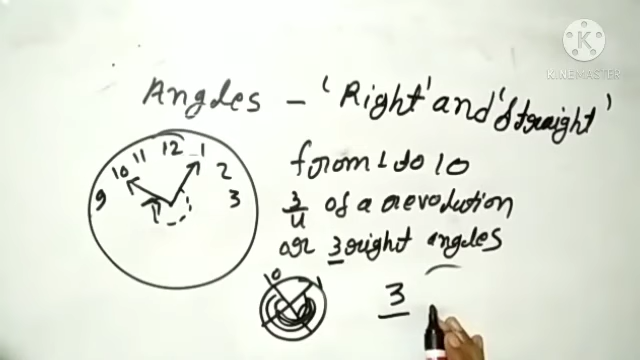 KINEMASTER
Angles - 'Right' and 'Straight'
from 1 to 10
3/4 of a revolution
or 3 right angles
11 12 1
10 2
9 3
10 1
3